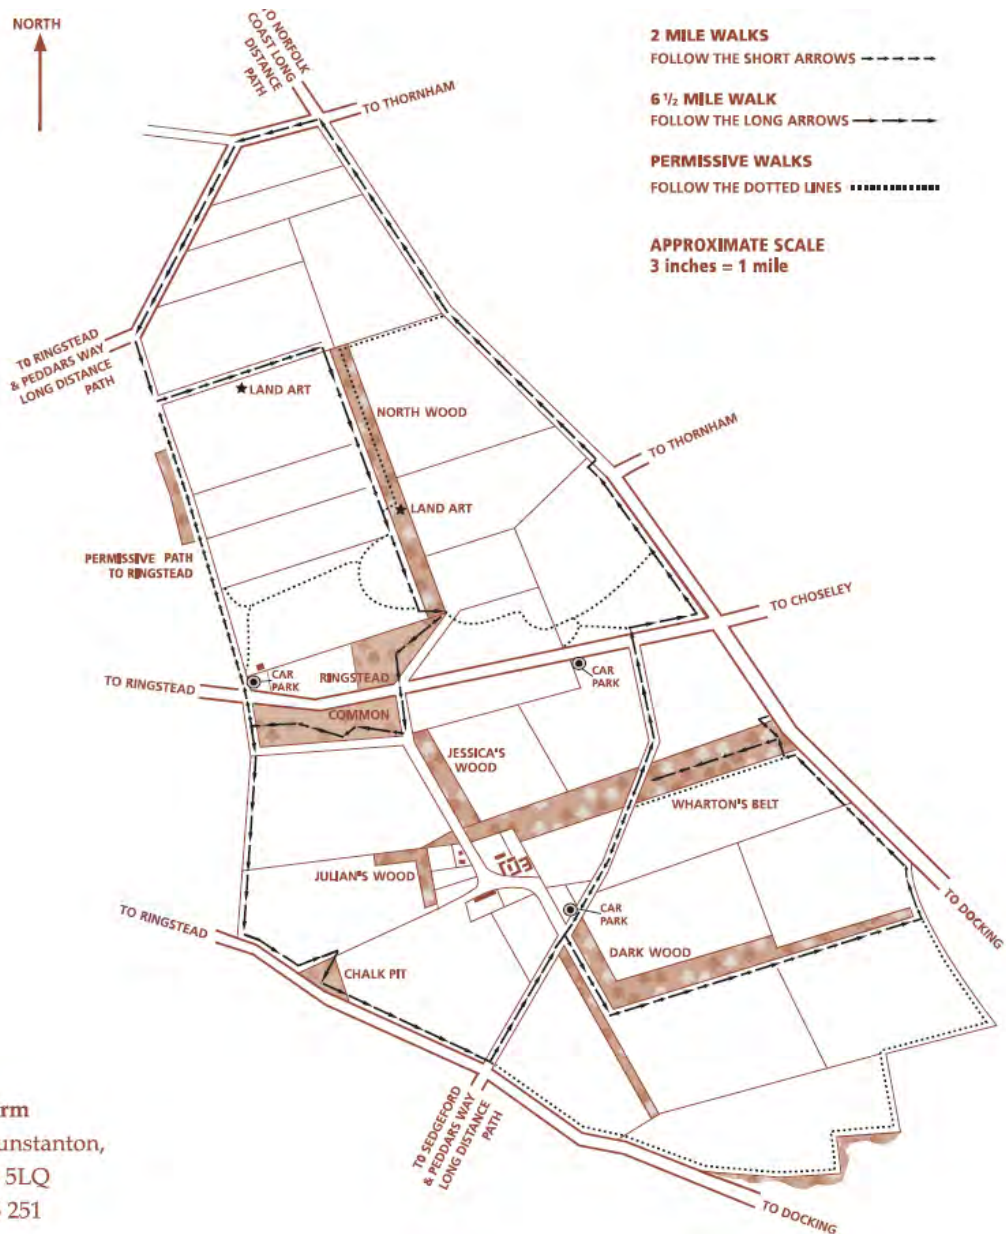 NORTH
TO NORFOLK
COAST LONG
DISTANCE
PATH
TO THORNHAM
2 MILE WALKS
FOLLOW THE SHORT ARROWS
6 ½ MILE WALK
FOLLOW THE LONG ARROWS
PERMISSIVE WALKS
FOLLOW THE DOTTED LINES
APPROXIMATE SCALE
3 inches = 1 mile
TO RINGSTEAD
& PEDDARS WAY
LONG DISTANCE
PATH
LAND ART
NORTH WOOD
TO THORNHAM
LAND ART
PERMISSIVE PATH
TO RINGSTEAD
TO CHOSELEY
TO RINGSTEAD
CAR
PARK
RINGSTEAD
COMMON
CAR
PARK
JESSICA'S
WOOD
WHARTON'S BELT
JULIAN'S WOOD
TO RINGSTEAD
CAR
PARK
TO DOCKING
DARK WOOD
CHALK PIT
TO SEDGEFORD
& PEDDARS WAY
LONG DISTANCE
PATH
TO DOCKING
rm
unstanton,
5LQ
251